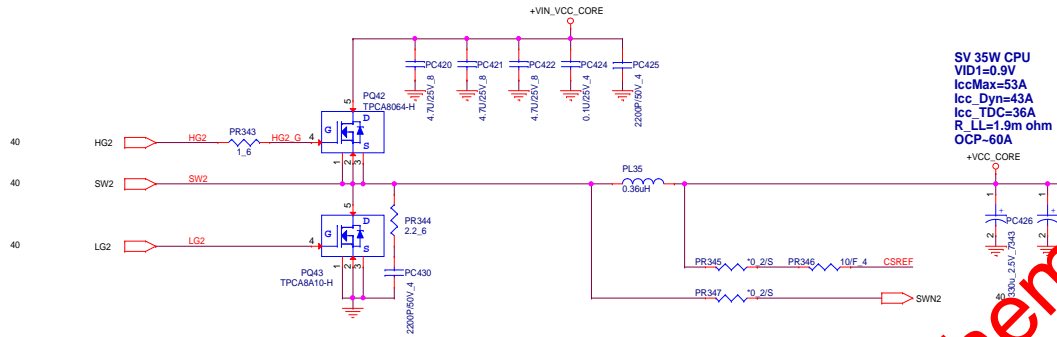 +VIN_VCC_CORE
SV 35W CPU
VID1=0.9V
IccMax=53A
Icc_Dyn=43A
Icc_TDC=36A
R_LL=1.9m ohm
OCP~60A
PC420
4.7U/25V_8
PC421
4.7U/25V_8
PC422
4.7U/25V_8
PC424
0.1U/25V_4
PC425
2200P/50V_4
PQ42
TPCA8064-H
5
D
G
S
4
1
2
3
40
HG2
HG2
PR343
1_6
HG2_G
40
SW2
SW2
PL35
0.36uH
+VCC_CORE
1
+
PC426
2
330u_2.5V_7343
1
+
2
40
LG2
LG2
5
D
G
S
4
1
2
3
PQ43
TPCA8A10-H
PR344
2.2_6
PC430
2200P/50V_4
PR345
*0_2/S
PR346
10/F_4
CSREF
PR347
*0_2/S
SWN2
40